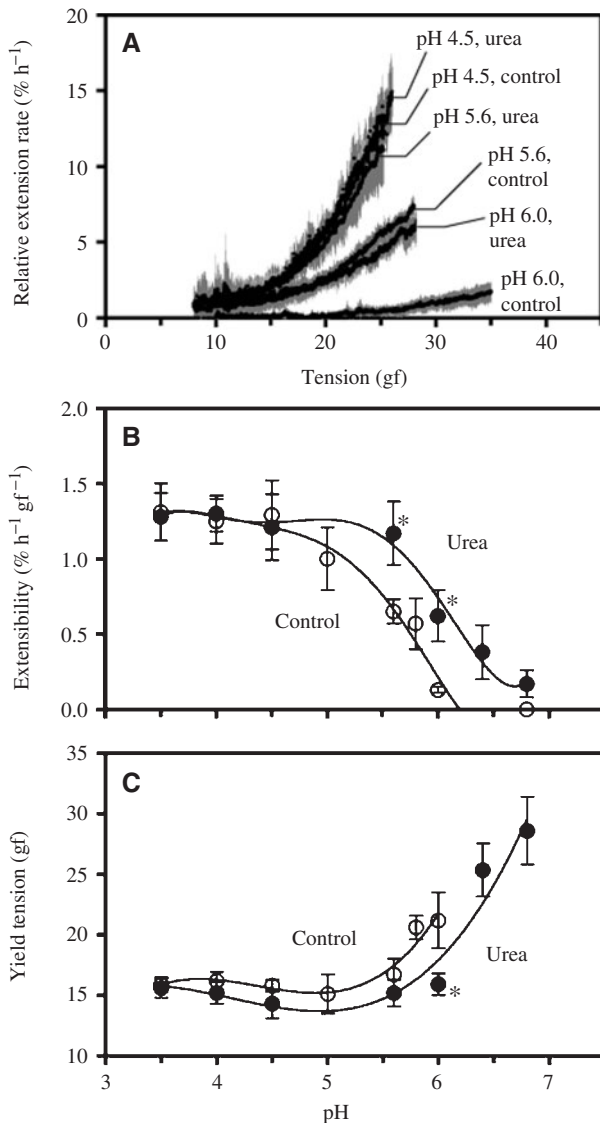 A
Relative extension rate (% h⁻¹)
20
15
10
5
0
pH 4.5, urea
pH 4.5, control
pH 5.6, urea
pH 5.6,
control
pH 6.0,
urea
pH 6.0,
control
0
10
20
30
40
Tension (gf)
B
Extensibility (% h⁻¹ gf⁻¹)
2.0
1.5
1.0
0.5
0.0
*
Urea
*
Control
C
Yield tension (gf)
35
30
25
20
15
10
Control
Urea
*
3
4
5
6
7
pH